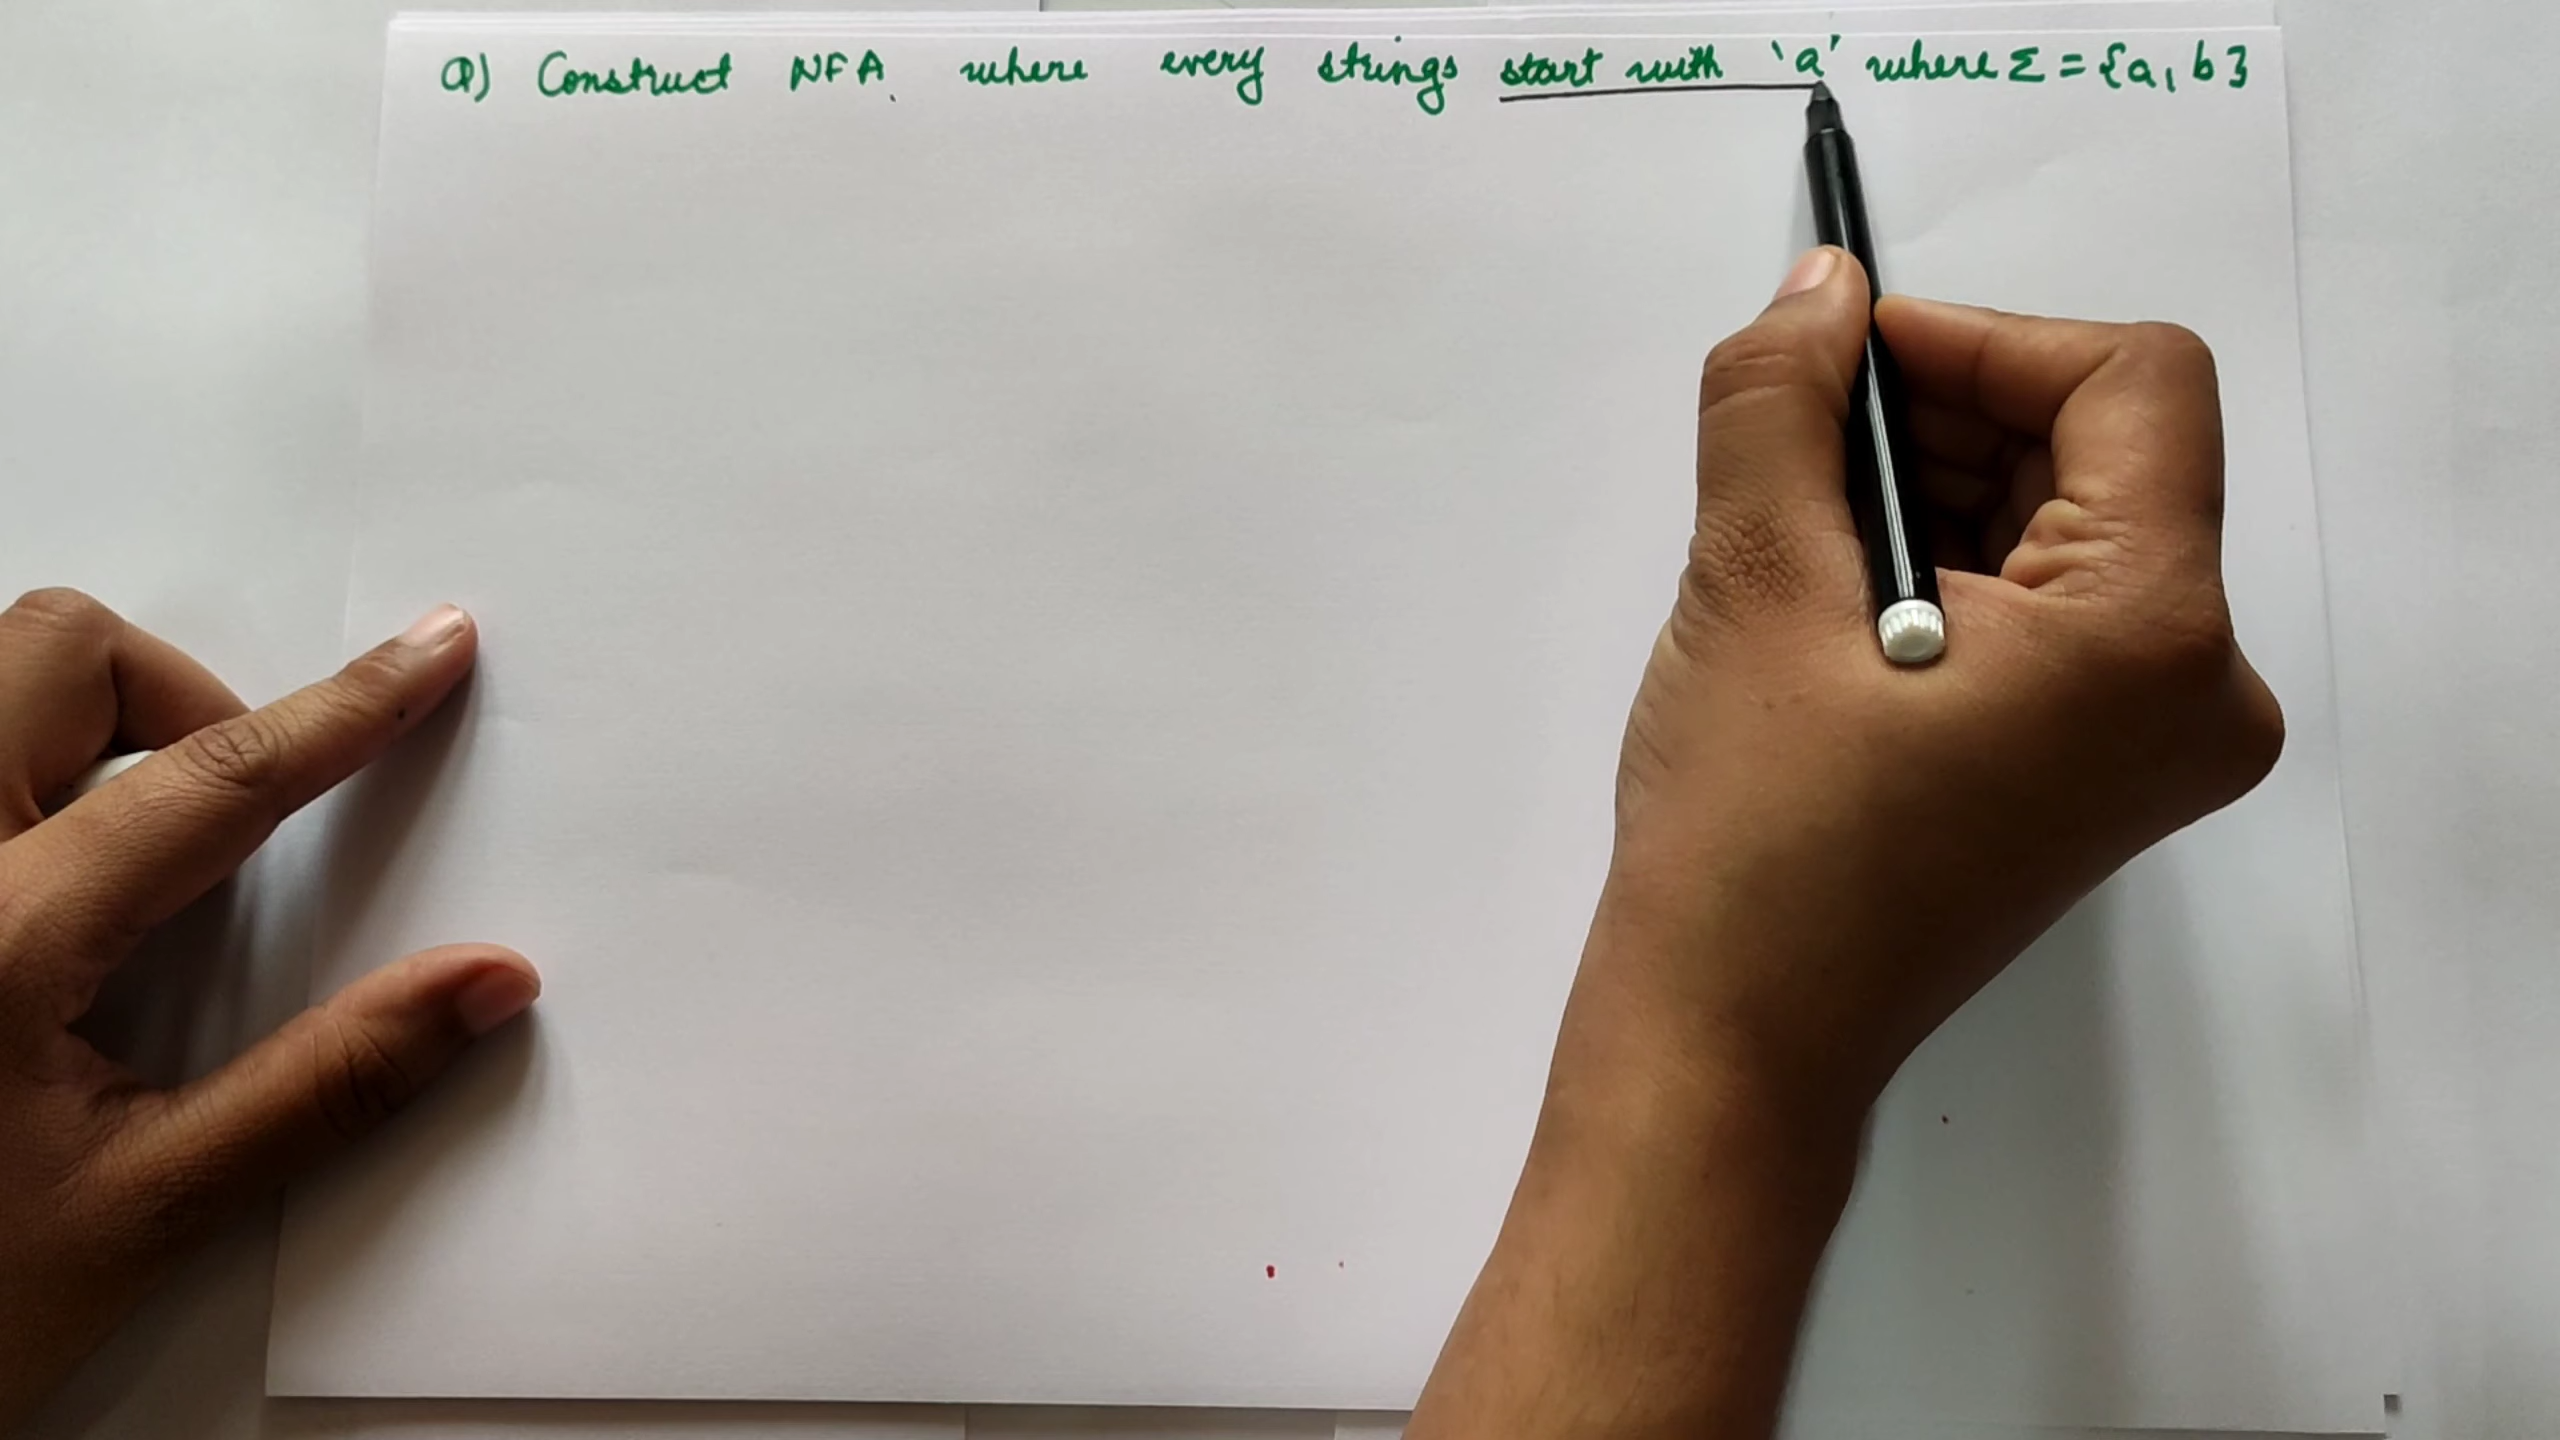 Q) Construct NFA where every strings start with 'a' where Σ = {a, b}